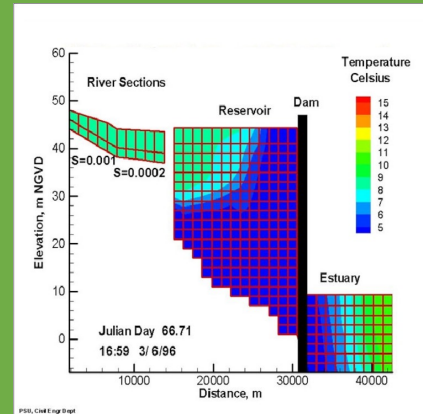 60
50
40
30
20
10
0
Elevation, m NGVD
River Sections
S=0.001
S=0.0002
Reservoir
Dam
Estuary
Temperature
Celsius
15
14
13
12
11
10
9
8
7
6
5
Julian Day 66.71
16:59 3/ 6/96
10000 20000 30000 40000
Distance, m
PSU, Civil Engr Dept